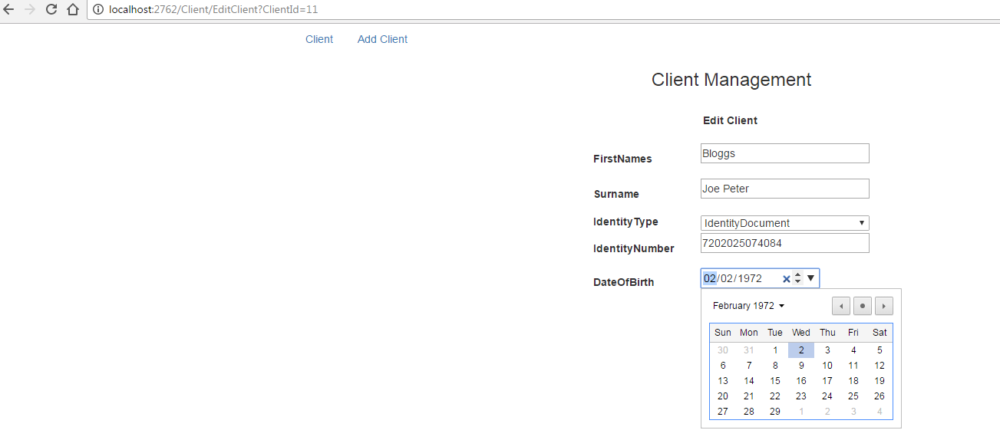 localhost:2762/Client/EditClient?ClientId=11
Client Add Client
Client Management
Edit Client
FirstNames Bloggs
Surname Joe Peter
IdentityType IdentityDocument
IdentityNumber 7202025074084
DateOfBirth 02/02/1972
February 1972
Sun Mon Tue Wed Thu Fri Sat
30 31 1 2 3 4 5
6 7 8 9 10 11 12
13 14 15 16 17 18 19
20 21 22 23 24 25 26
27 28 29 1 2 3 4